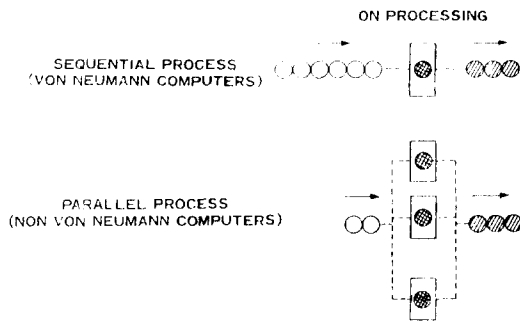 ON PROCESSING
SEQUENTIAL PROCESS
(VON NEUMANN COMPUTERS)
PARALLEL PROCESS
(NON VON NEUMANN COMPUTERS)